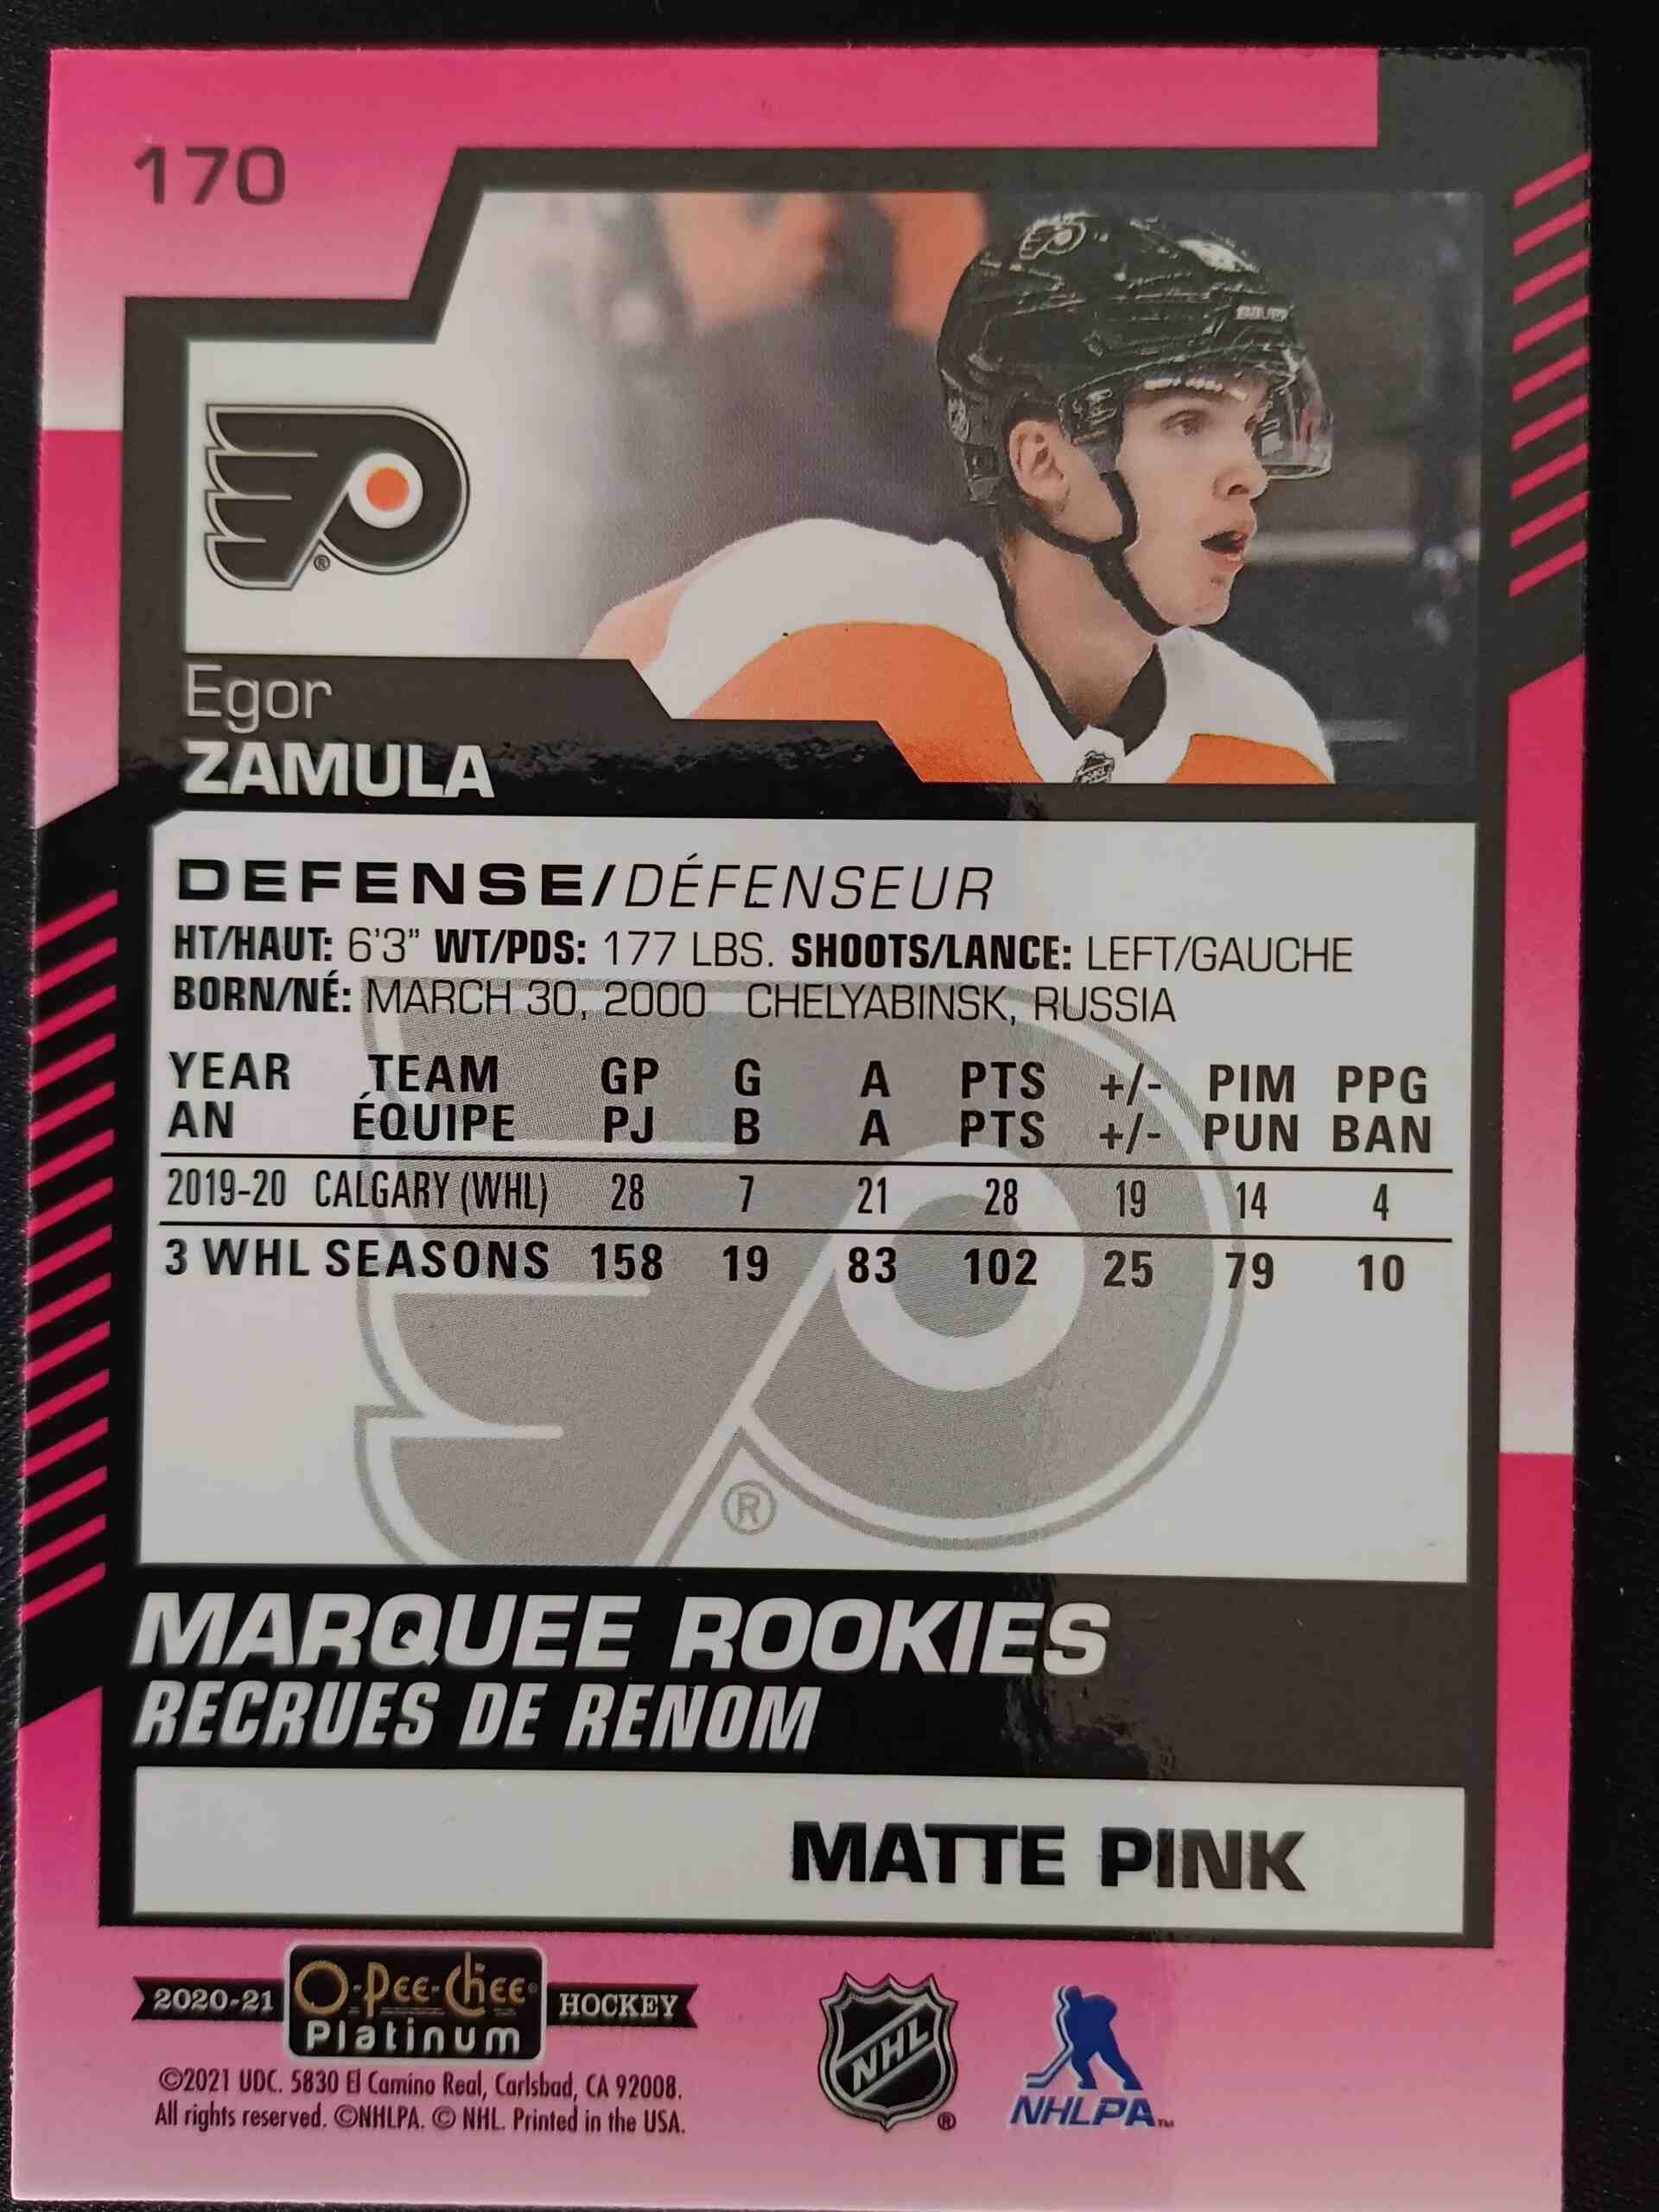 170
BAUER
®
Egor
ZAMULA
DEFENSE/DÉFENSEUR
HT/HAUT: 6'3" WT/PDS: 177 LBS. SHOOTS/LANCE: LEFT/GAUCHE
BORN/NÉ: MARCH 30, 2000 CHELYABINSK, RUSSIA
YEAR TEAM GP G A PTS +/- PIM PPG
AN ÉQUIPE PJ B A PTS +/- PUN BAN
2019-20 CALGARY (WHL) 28 7 21 28 19 14 4
3 WHL SEASONS 158 19 83 102 25 79 10
®
MARQUEE ROOKIES
RECRUES DE RENOM
MATTE PINK
2020-21 O-Pee-Chee® HOCKEY
Platinum
©2021 UDC. 5830 El Camino Real, Carlsbad, CA 92008.
All rights reserved. ©NHLPA. © NHL. Printed in the USA.
NHL ®
NHLPA™